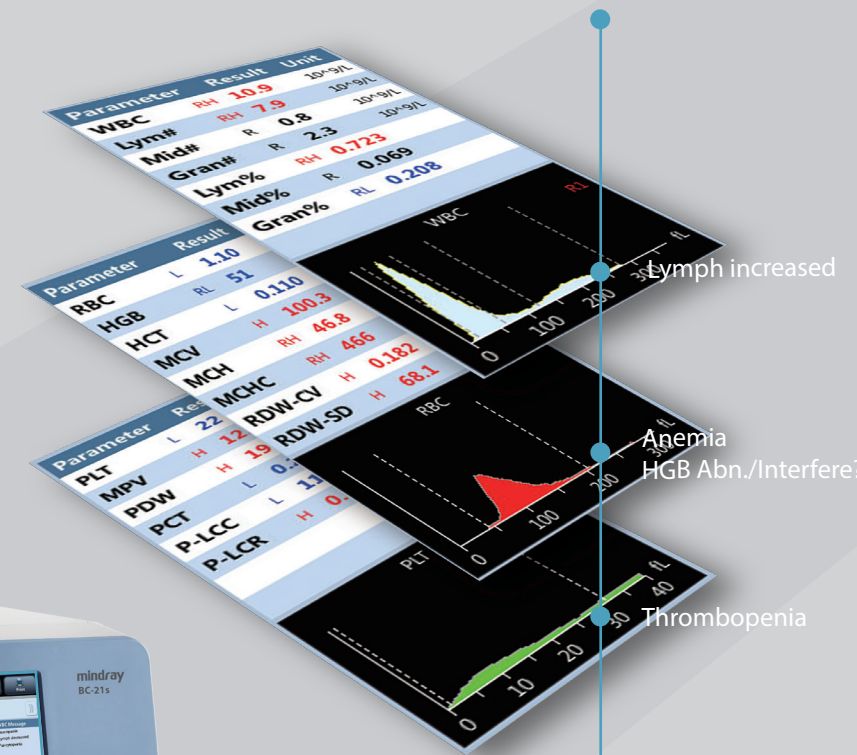 Parameter Result Unit
WBC RH 10.9 10^9/L
Lym# RH 7.9 10^9/L
Mid# R 0.8 10^9/L
Gran# R 2.3 10^9/L
Lym% RH 0.723
Mid% R 0.069
Gran% RL 0.208
WBC
R1
0 100 200 300 fL
Lymph increased
Parameter Result
RBC L 1.10
HGB RL 51
HCT L 0.110
MCV H 100.3
MCH RH 46.8
MCHC RH 466
RDW-CV H 0.182
RDW-SD H 68.1
RBC
0 100 200 300 fL
Anemia
HGB Abn./Interfere?
Parameter
PLT L 22
MPV H
PDW H
PCT L
P-LCC L
P-LCR H
PLT
0 10 20 30 40 fL
Thrombopenia
mindray
BC-21s